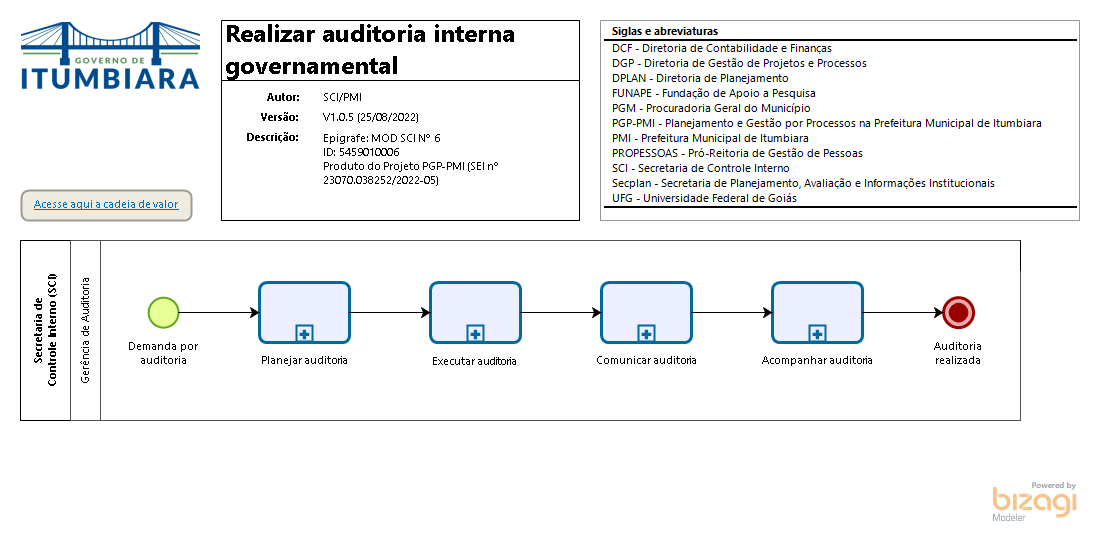 GOVERNO DE
ITUMBIARA
Acesse aqui a cadeia de valor
Realizar auditoria interna
governamental
Autor: SCI/PMI
Versão: V1.0.5 (25/08/2022)
Descrição: Epigrafe: MOD SCI Nº 6
ID: 5459010006
Produto do Projeto PGP-PMI (SEI nº
23070.038252/2022-05)
Siglas e abreviaturas
DCF - Diretoria de Contabilidade e Finanças
DGP - Diretoria de Gestão de Projetos e Processos
DPLAN - Diretoria de Planejamento
FUNAPE - Fundação de Apoio a Pesquisa
PGM - Procuradoria Geral do Município
PGP-PMI - Planejamento e Gestão por Processos na Prefeitura Municipal de Itumbiara
PMI - Prefeitura Municipal de Itumbiara
PROPESSOAS - Pró-Reitoria de Gestão de Pessoas
SCI - Secretaria de Controle Interno
Secplan - Secretaria de Planejamento, Avaliação e Informações Institucionais
UFG - Universidade Federal de Goiás
Secretaria de
Controle Interno (SCI)
Gerência de Auditoria
Demanda por
auditoria
Planejar auditoria
Executar auditoria
Comunicar auditoria
Acompanhar auditoria
Auditoria
realizada
Powered by
bizagi
Modeler